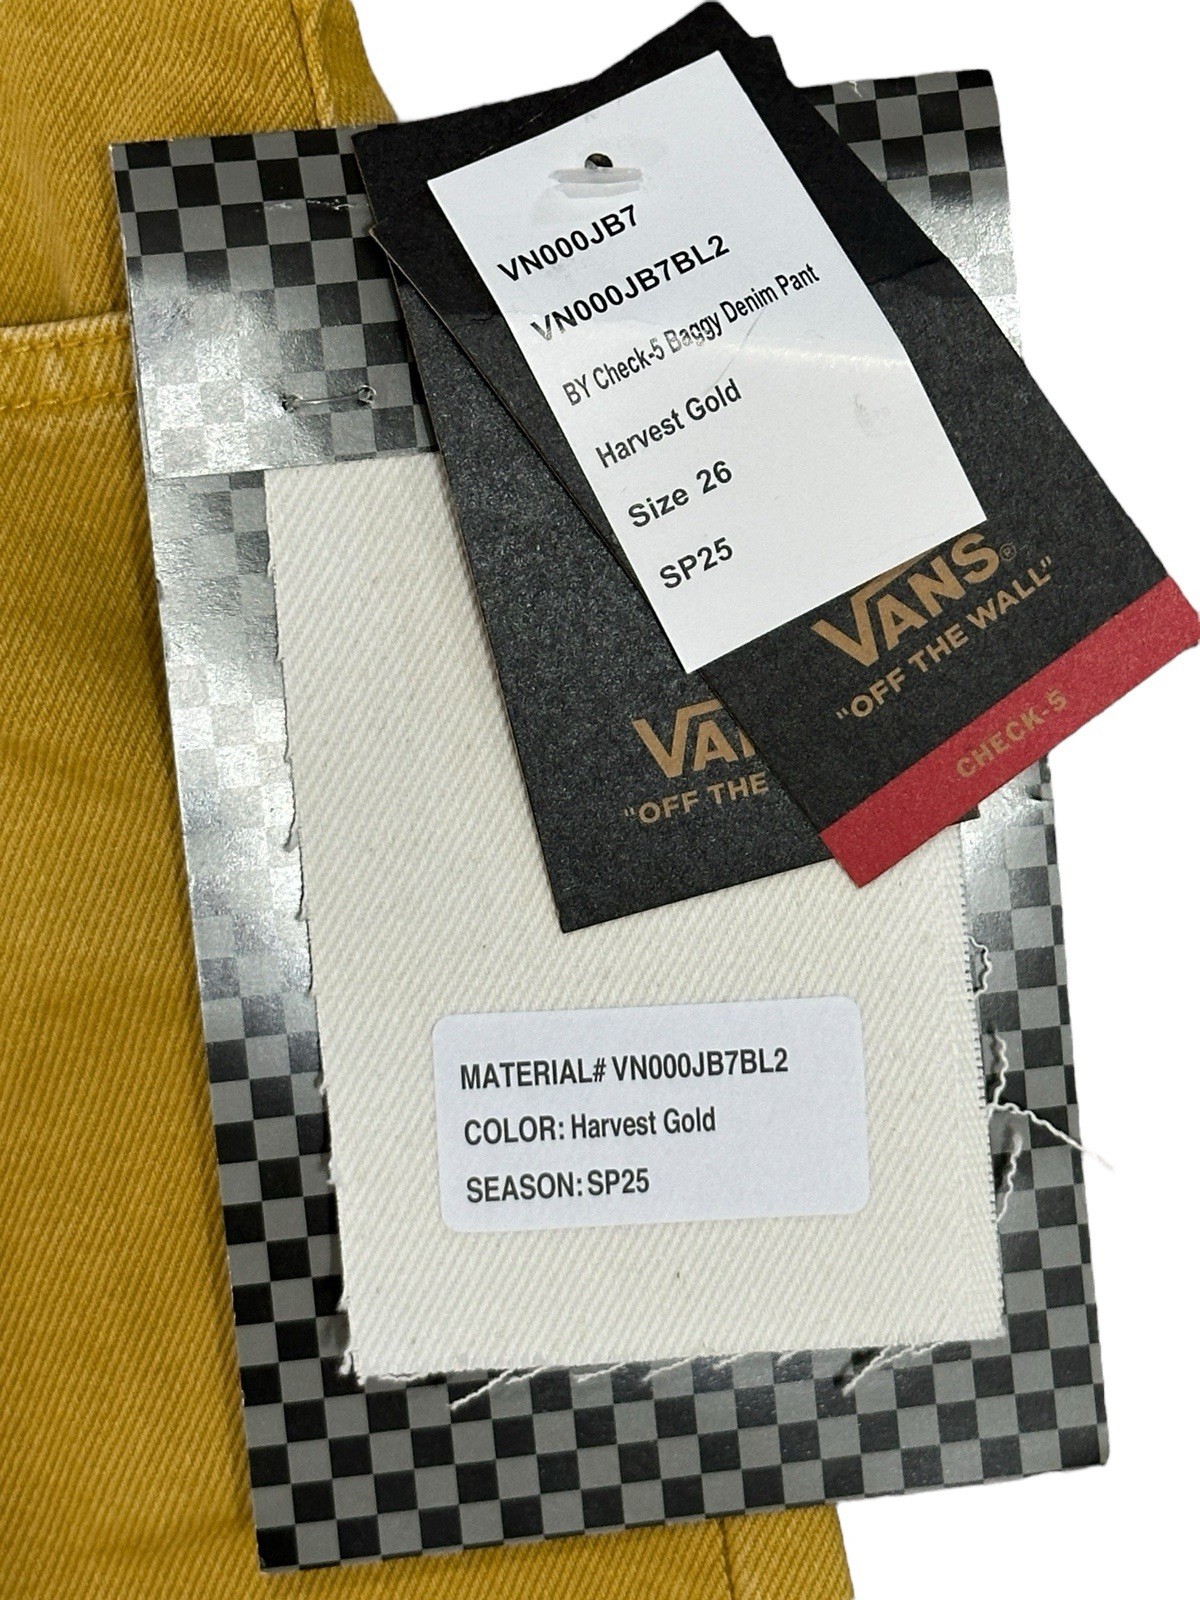 VN000JB7
VN000JB7BL2
BY Check-5 Baggy Denim Pant
Harvest Gold
Size 26
SP25
VANS®
"OFF THE WALL"
CHECK-5
VAN
"OFF THE
MATERIAL# VN000JB7BL2
COLOR: Harvest Gold
SEASON: SP25